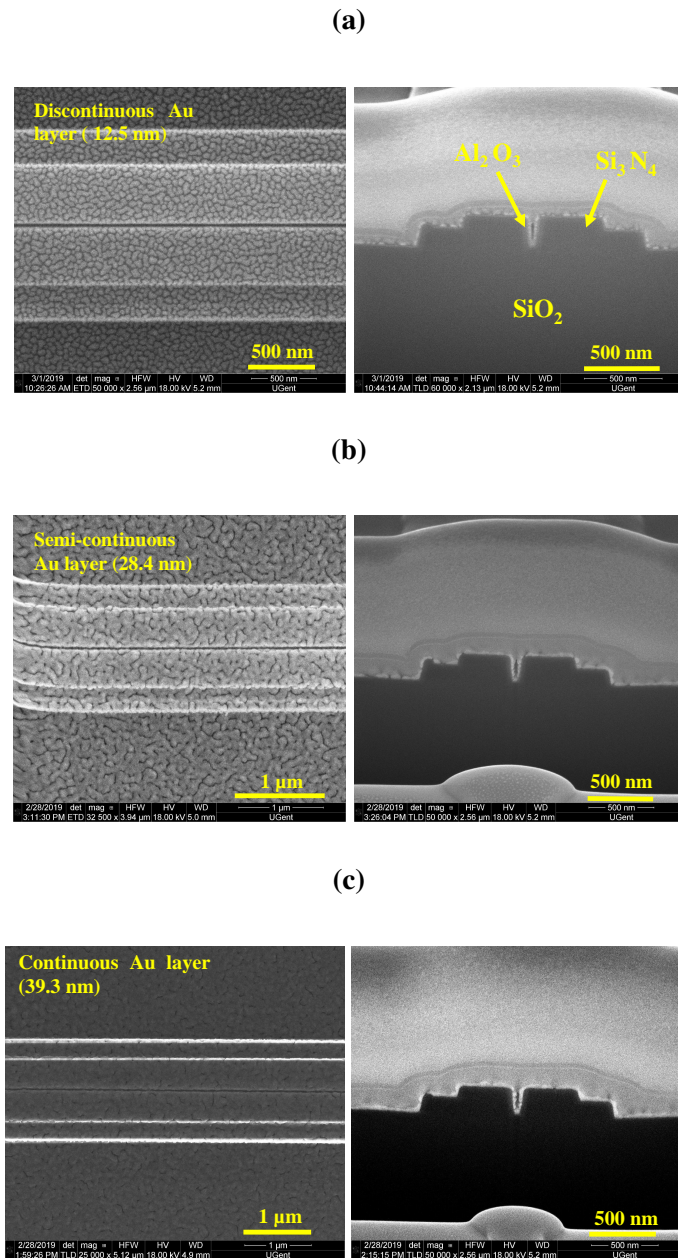 (a)
Discontinuous Au
layer ( 12.5 nm)
500 nm
3/1/2019 det mag HFW HV WD 500 nm
10:26:26 AM ETD 50 000 x 2.56 µm 18.00 kV 5.2 mm UGent
Al2O3
Si3N4
SiO2
500 nm
3/1/2019 det mag HFW HV WD 500 nm
10:44:14 AM TLD 60 000 x 2.13 µm 18.00 kV 5.2 mm UGent
(b)
Semi-continuous
Au layer (28.4 nm)
1 µm
2/28/2019 det mag HFW HV WD 1 µm
3:11:30 PM ETD 32 500 x 3.94 µm 18.00 kV 5.0 mm UGent
500 nm
2/28/2019 det mag HFW HV WD 500 nm
3:26:04 PM TLD 50 000 x 2.56 µm 18.00 kV 5.2 mm UGent
(c)
Continuous Au layer
(39.3 nm)
1 µm
2/28/2019 det mag HFW HV WD 1 µm
1:59:26 PM TLD 25 000 x 5.12 µm 18.00 kV 4.9 mm UGent
500 nm
2/28/2019 det mag HFW HV WD 500 nm
2:15:15 PM TLD 50 000 x 2.56 µm 18.00 kV 5.2 mm UGent